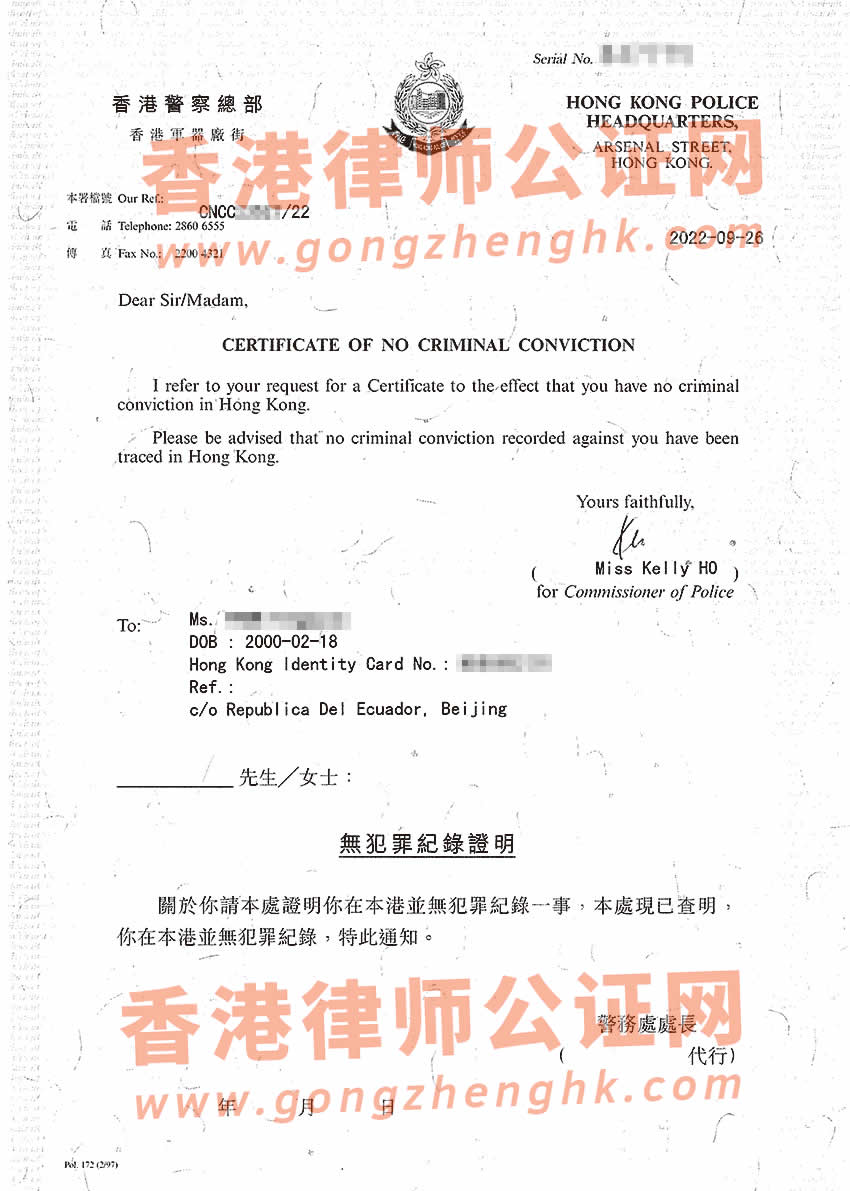 Serial No.
香港警察總部
香港軍器廠街
HONG KONG POLICE
HEADQUARTERS,
ARSENAL STREET,
HONG KONG.
香港律师公证网
www.gongzhenghk.com
本署檔號 Our Ref.:
CNCC /22
電 話 Telephone: 2860 6555
2022-09-26
傳 真 Fax No.: 2200 4321
Dear Sir/Madam,
CERTIFICATE OF NO CRIMINAL CONVICTION
I refer to your request for a Certificate to the effect that you have no criminal
conviction in Hong Kong.
Please be advised that no criminal conviction recorded against you have been
traced in Hong Kong.
Yours faithfully,
( Miss Kelly HO )
for Commissioner of Police
To: Ms.
DOB : 2000-02-18
Hong Kong Identity Card No.:
Ref.:
c/o Republica Del Ecuador, Beijing
先生／女士：
無犯罪紀錄證明
關於你請本處證明你在本港並無犯罪紀錄一事，本處現已查明，
你在本港並無犯罪紀錄，特此通知。
香港律师公证网
警務處處長
( 代行)
www.gongzhenghk.com
年 月 日
Pol. 172 (2/97)